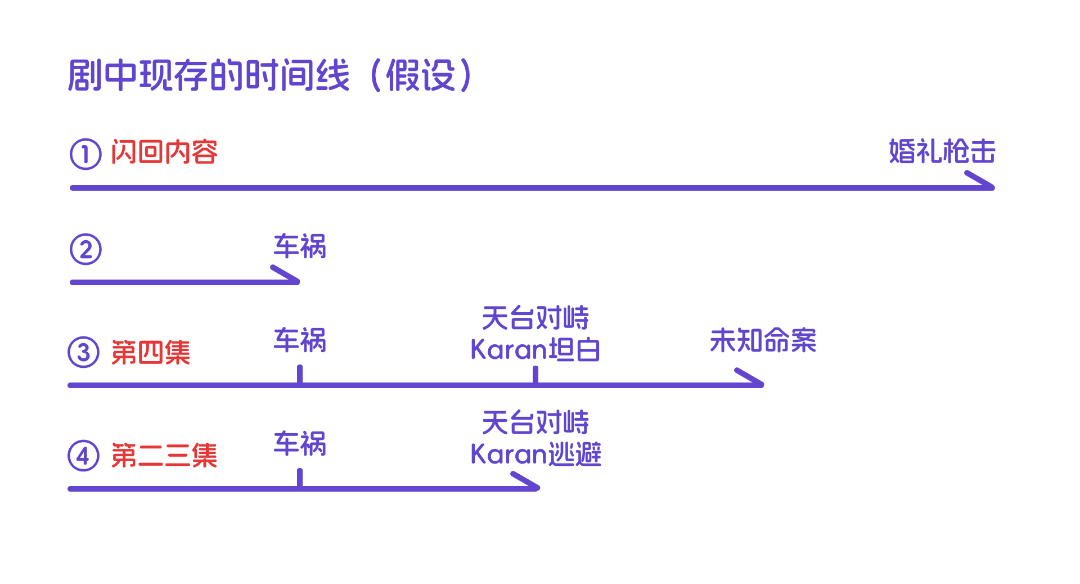 剧中现存的时间线（假设）
① 闪回内容
婚礼枪击
②
车祸
③ 第四集
车祸
天台对峙
Karan坦白
未知命案
④ 第二三集
车祸
天台对峙
Karan逃避